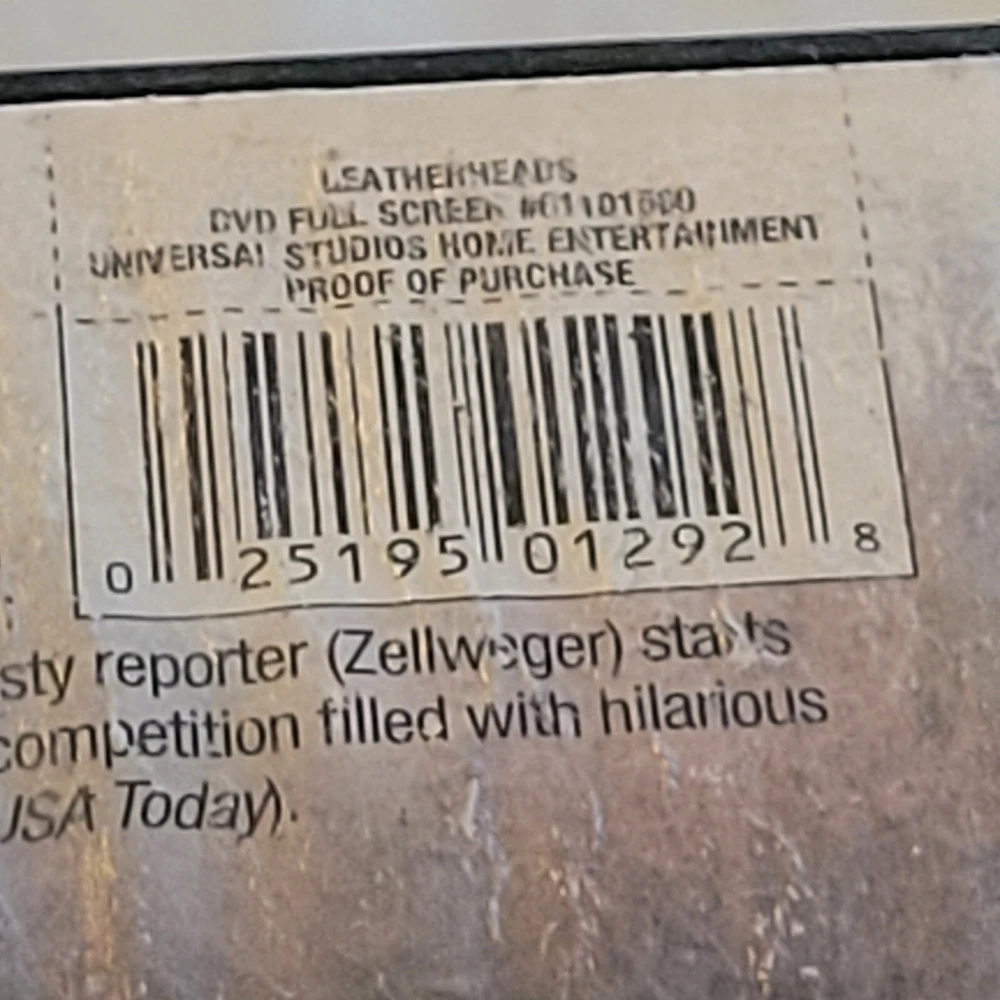 LEATHERHEADS
DVD FULL SCREEN
UNIVERSAL STUDIOS HOME ENTERTAINMENT
PROOF OF PURCHASE
0 25195 01292 8
sty reporter (Zellweger) starts
competition filled with hilarious
USA Today).